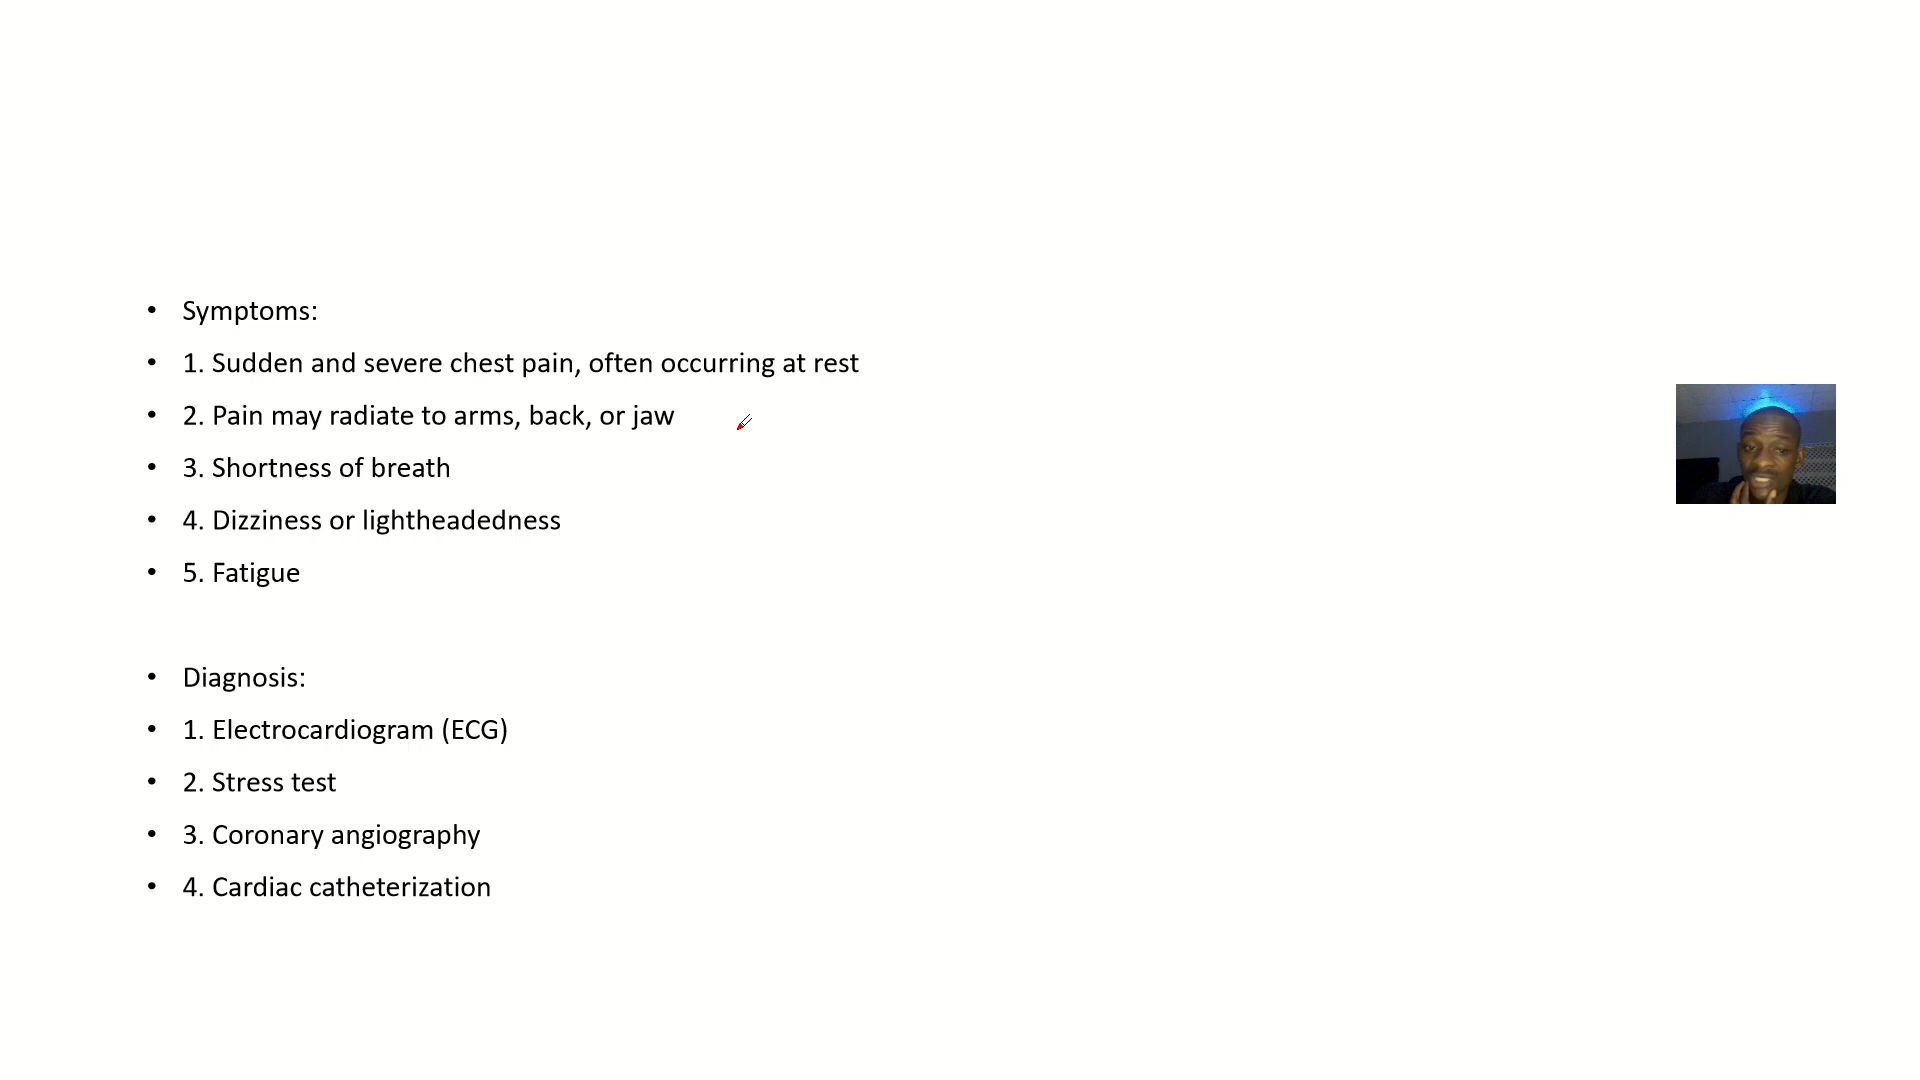 • Symptoms:
• 1. Sudden and severe chest pain, often occurring at rest
• 2. Pain may radiate to arms, back, or jaw
• 3. Shortness of breath
• 4. Dizziness or lightheadedness
• 5. Fatigue
• Diagnosis:
• 1. Electrocardiogram (ECG)
• 2. Stress test
• 3. Coronary angiography
• 4. Cardiac catheterization